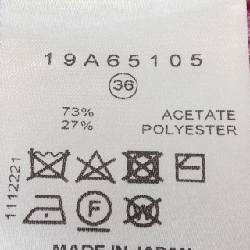 19A65105
36
73% ACETATE
27% POLYESTER
1112221
F
W
MADE IN JAPAN